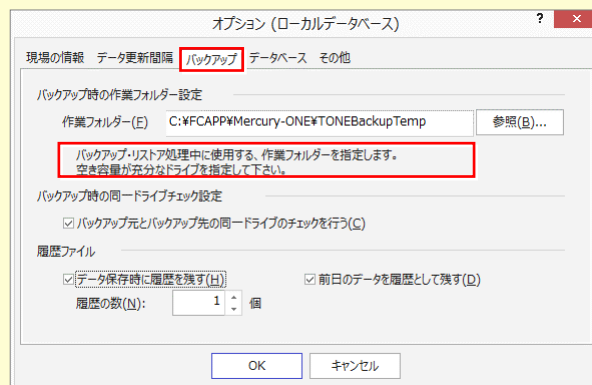 オプション (ローカルデータベース)
? ×
現場の情報 データ更新間隔 バックアップ データベース その他
バックアップ時の作業フォルダー設定
作業フォルダー(F) C:¥FCAPP¥Mercury-ONE¥TONEBackupTemp 参照(B)...
バックアップ・リストア処理中に使用する、作業フォルダーを指定します。
空き容量が充分なドライブを指定して下さい。
バックアップ時の同一ドライブチェック設定
バックアップ元とバックアップ先の同一ドライブのチェックを行う(C)
履歴ファイル
データ保存時に履歴を残す(H) 前日のデータを履歴として残す(D)
履歴の数(N): 1 個
OK キャンセル